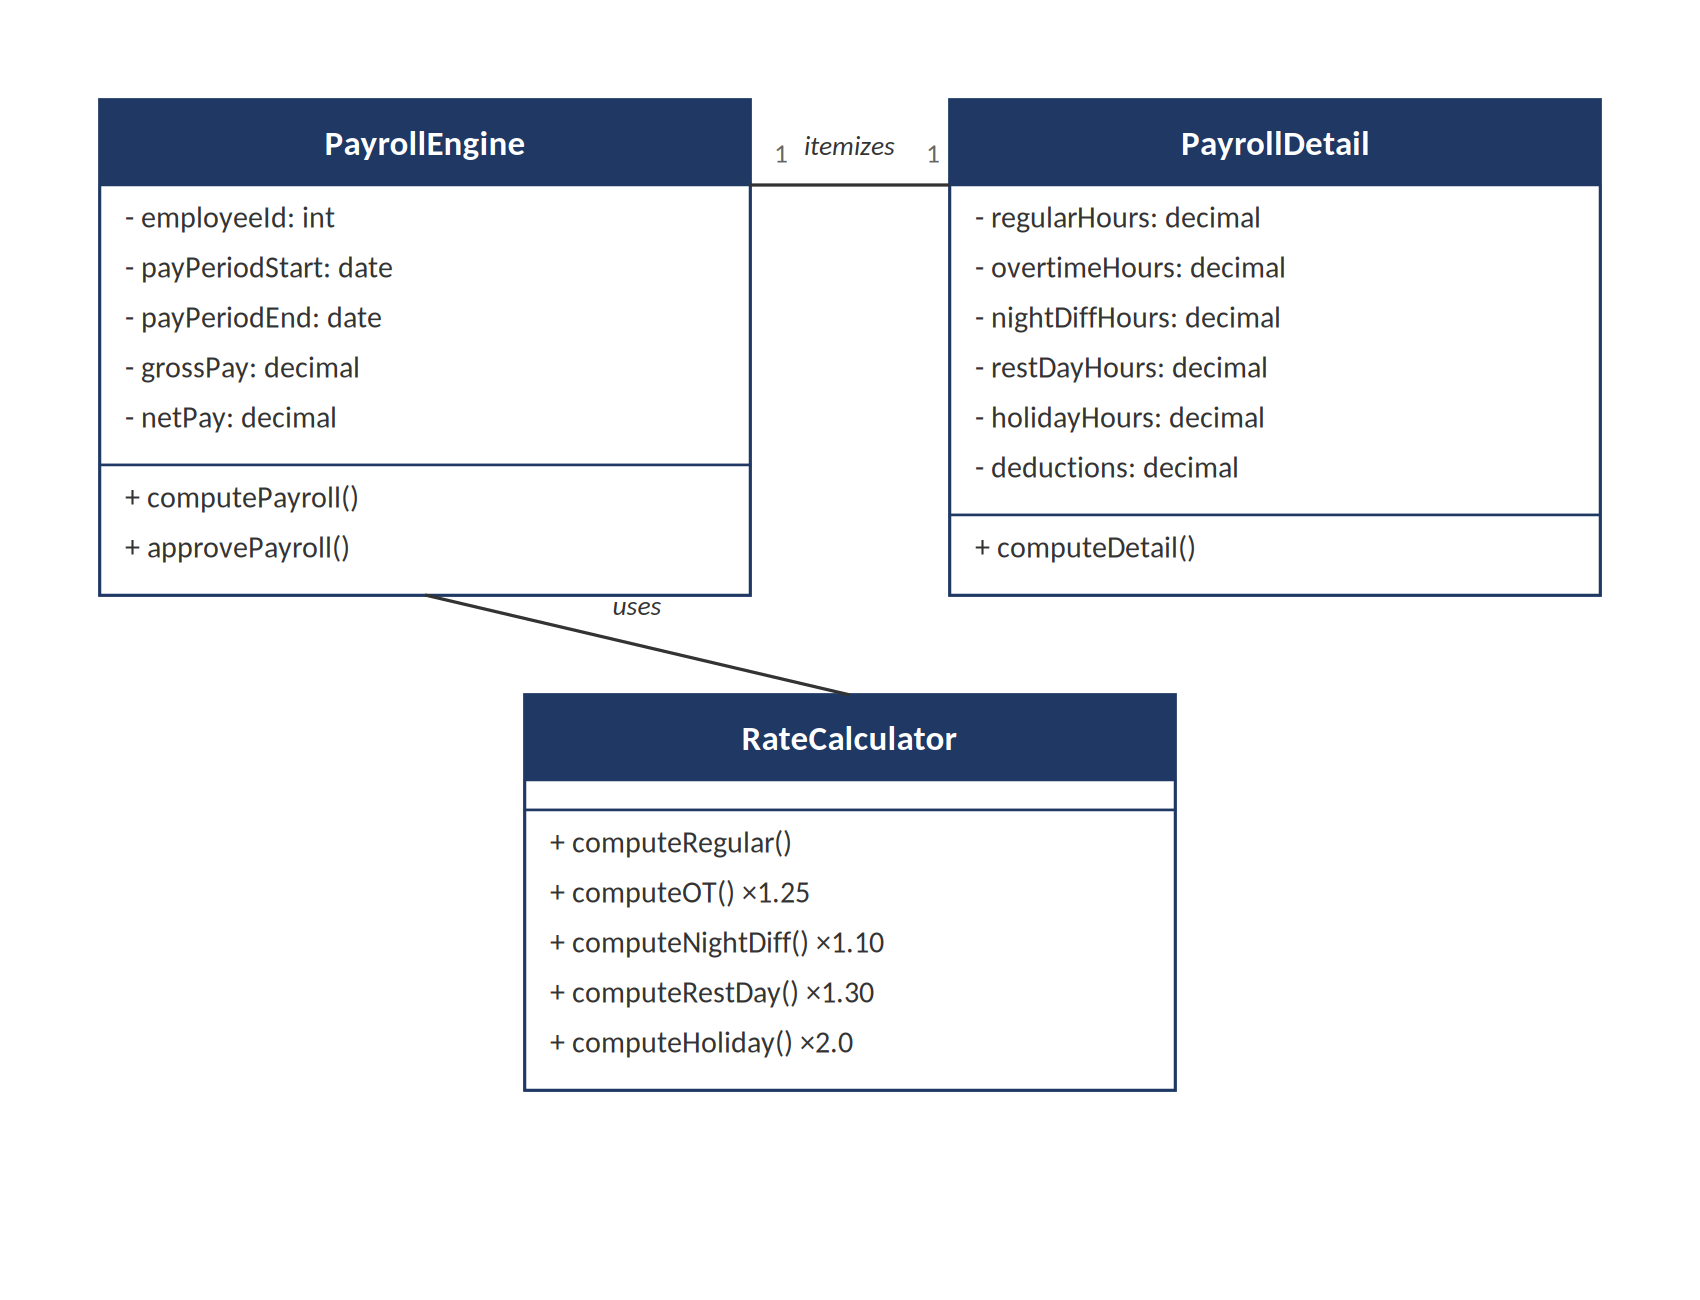 PayrollEngine
- employeeId: int
- payPeriodStart: date
- payPeriodEnd: date
- grossPay: decimal
- netPay: decimal
+ computePayroll()
+ approvePayroll()
1 itemizes 1
PayrollDetail
- regularHours: decimal
- overtimeHours: decimal
- nightDiffHours: decimal
- restDayHours: decimal
- holidayHours: decimal
- deductions: decimal
+ computeDetail()
uses
RateCalculator
+ computeRegular()
+ computeOT() ×1.25
+ computeNightDiff() ×1.10
+ computeRestDay() ×1.30
+ computeHoliday() ×2.0